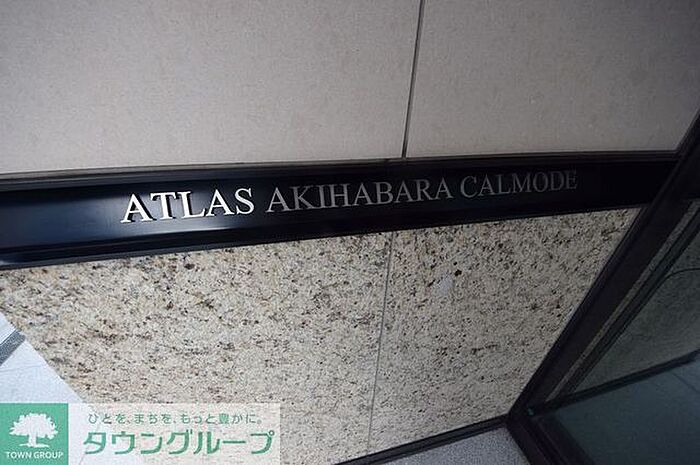 ATLAS AKIHABARA CALMODE
ひとを、まちを、もっと豊かに。
タウングループ
TOWN GROUP